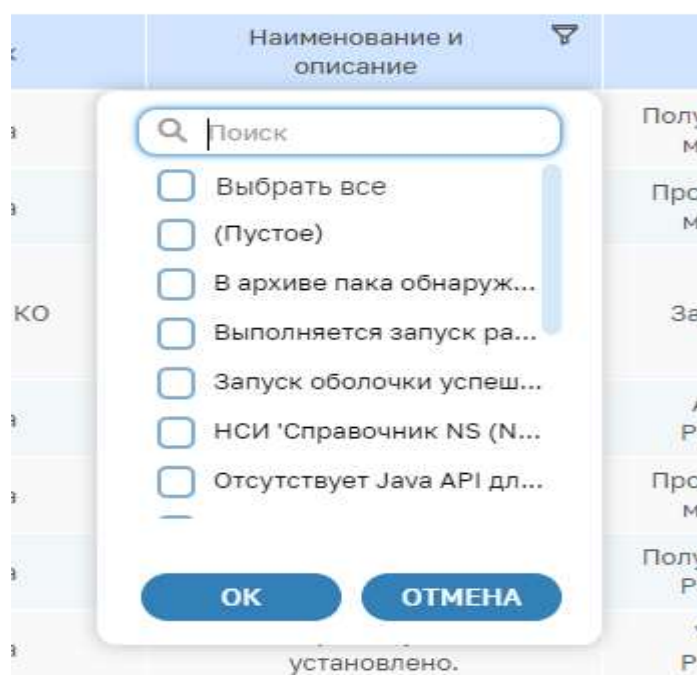 Наименование и
описание
Поиск
Выбрать все
(Пустое)
В архиве пака обнаруж...
Выполняется запуск ра...
Запуск оболочки успеш...
НСИ 'Справочник NS (N...
Отсутствует Java API дл...
ОК
ОТМЕНА
КО
установлено.